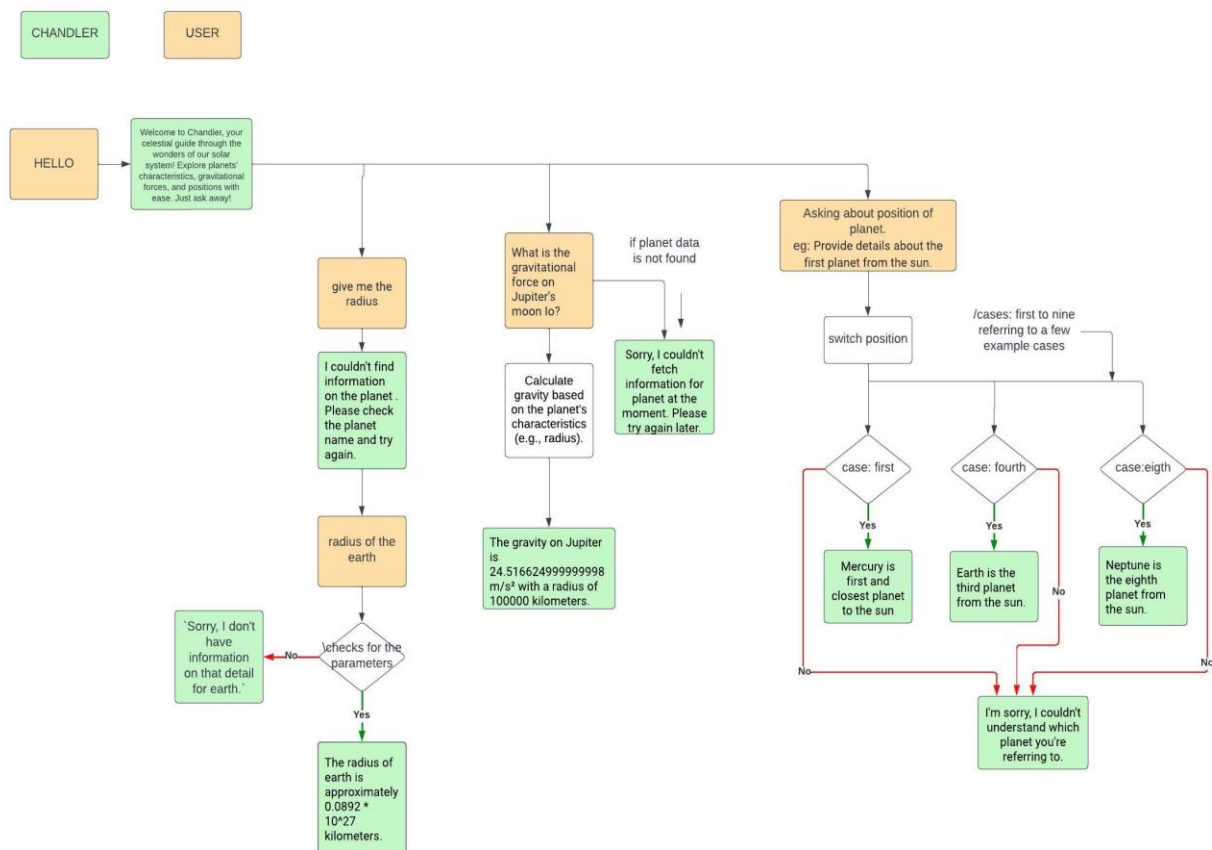 CHANDLER
USER
HELLO
Welcome to Chandler, your
celestial guide through the
wonders of our solar
system! Explore planets'
characteristics, gravitational
forces, and positions with
ease. Just ask away!
give me the
radius
I couldn't find
information
on the planet .
Please check
the planet
name and try
again.
radius of the
earth
\checks for the
parameters
No
`Sorry, I don't
have
information
on that detail
for earth.`
Yes
The radius of
earth is
approximately
0.0892 *
10^27
kilometers.
What is the
gravitational
force on
Jupiter's
moon Io?
if planet data
is not found
Sorry, I couldn't
fetch
information for
planet at the
moment. Please
try again later.
Calculate
gravity based
on the planet's
characteristics
(e.g., radius).
The gravity on Jupiter
is
24.516624999999998
m/s² with a radius of
100000 kilometers.
Asking about position of
planet.
eg: Provide details about the
first planet from the sun.
switch position
/cases: first to nine
referring to a few
example cases
case: first
Yes
Mercury is
first and
closest planet
to the sun
No
case: fourth
Yes
Earth is the
third planet
from the sun.
No
case:eigth
Yes
Neptune is
the eighth
planet from
the sun.
No
I'm sorry, I couldn't
understand which
planet you're
referring to.